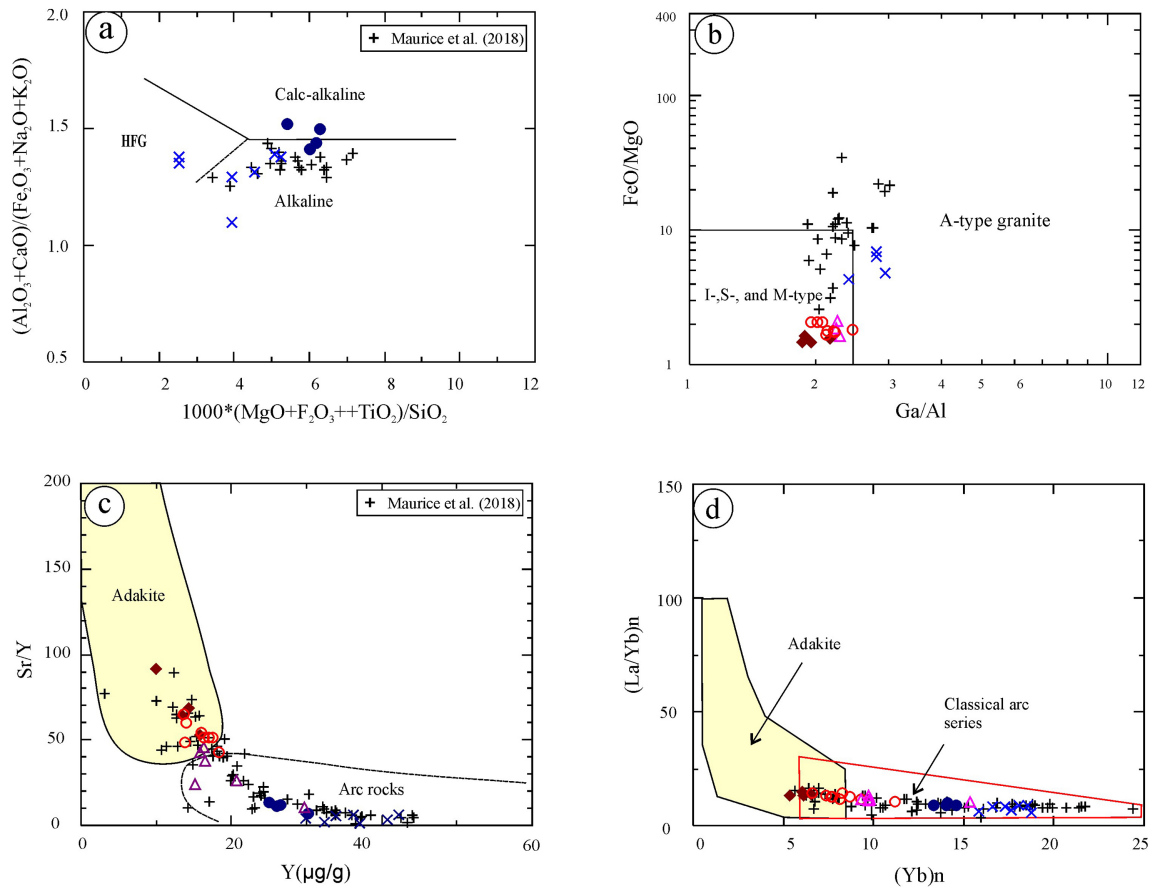 a
2.0
1.5
1.0
0.5
(Al₂O₃+CaO)/(Fe₂O₃+Na₂O+K₂O)
+ Maurice et al. (2018)
Calc-alkaline
HFG
Alkaline
0 2 4 6 8 10 12
1000*(MgO+F₂O₃++TiO₂)/SiO₂
b
400
100
10
1
FeO/MgO
A-type granite
I-,S-, and M-type
1 2 3 4 5 6 10 12
Ga/Al
c
200
150
100
50
0
Sr/Y
+ Maurice et al. (2018)
Adakite
Arc rocks
0 20 40 60
Y(µg/g)
d
150
100
50
0
(La/Yb)n
Adakite
Classical arc
series
5 10 15 20 25
(Yb)n